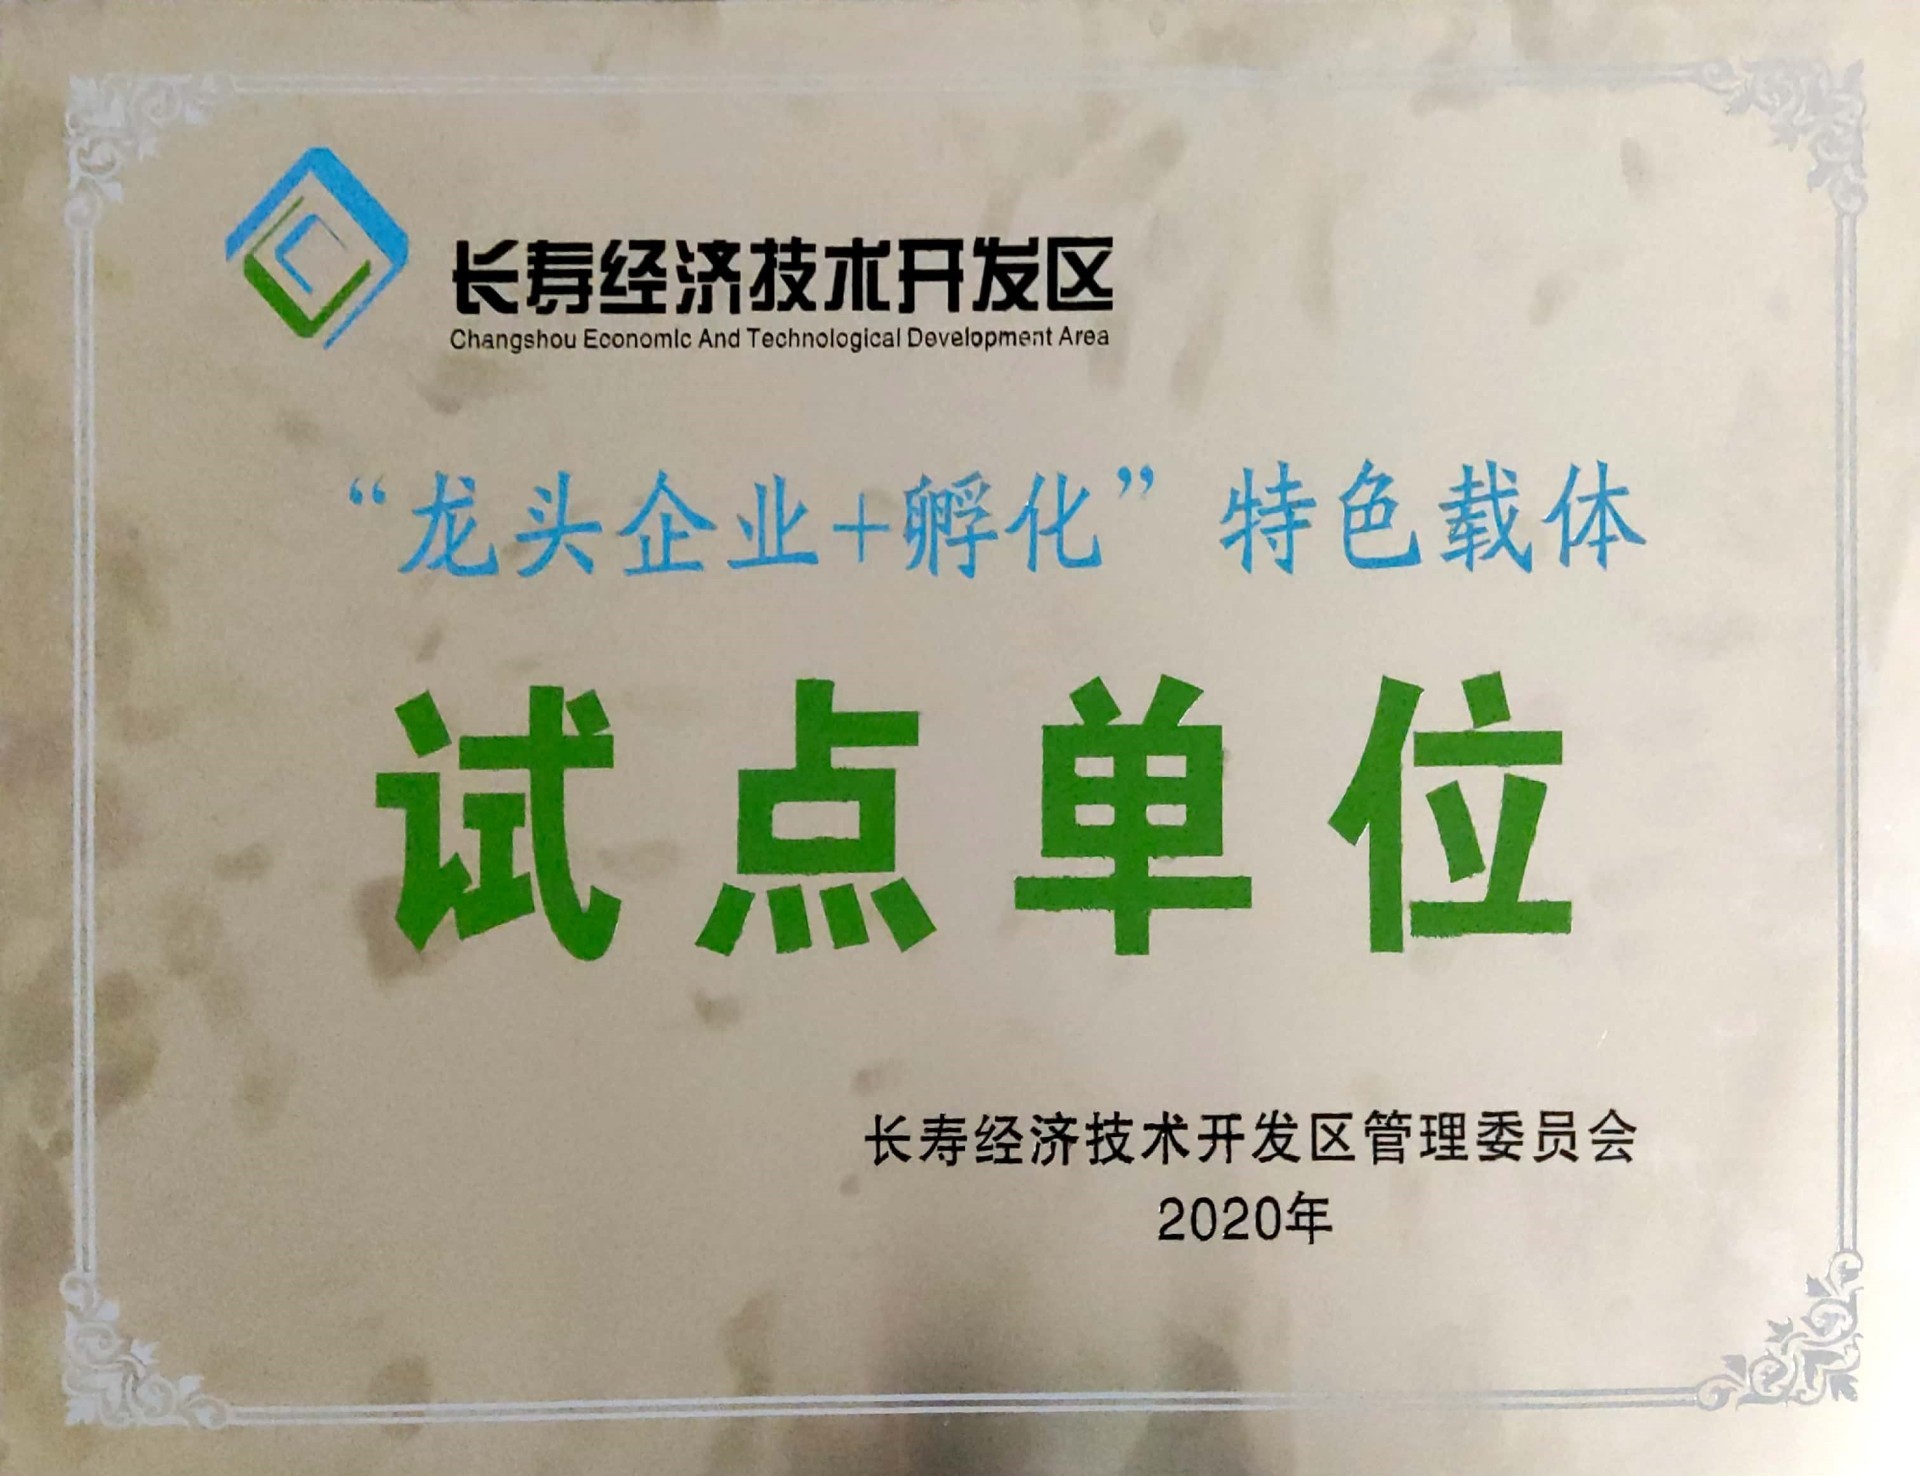 长寿经济技术开发区
Changshou Economic And Technological Development Area
“龙头企业+孵化”特色载体
试点单位
长寿经济技术开发区管理委员会
2020年